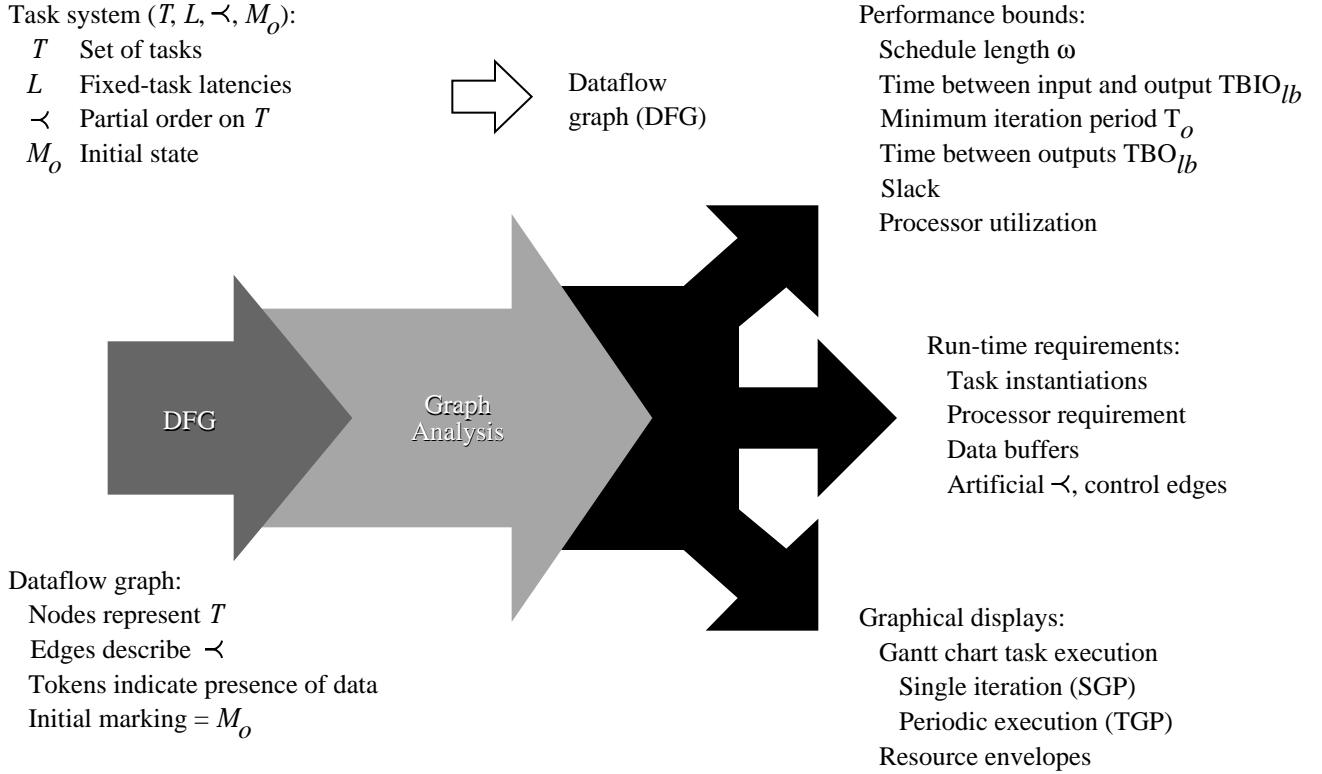 Task system (T, L, ≺, Mo):
T Set of tasks
L Fixed-task latencies
≺ Partial order on T
Mo Initial state
Dataflow
graph (DFG)
Performance bounds:
Schedule length ω
Time between input and output TBIOlb
Minimum iteration period To
Time between outputs TBOlb
Slack
Processor utilization
DFG
Graph
Analysis
Run-time requirements:
Task instantiations
Processor requirement
Data buffers
Artificial ≺, control edges
Dataflow graph:
Nodes represent T
Edges describe ≺
Tokens indicate presence of data
Initial marking = Mo
Graphical displays:
Gantt chart task execution
Single iteration (SGP)
Periodic execution (TGP)
Resource envelopes